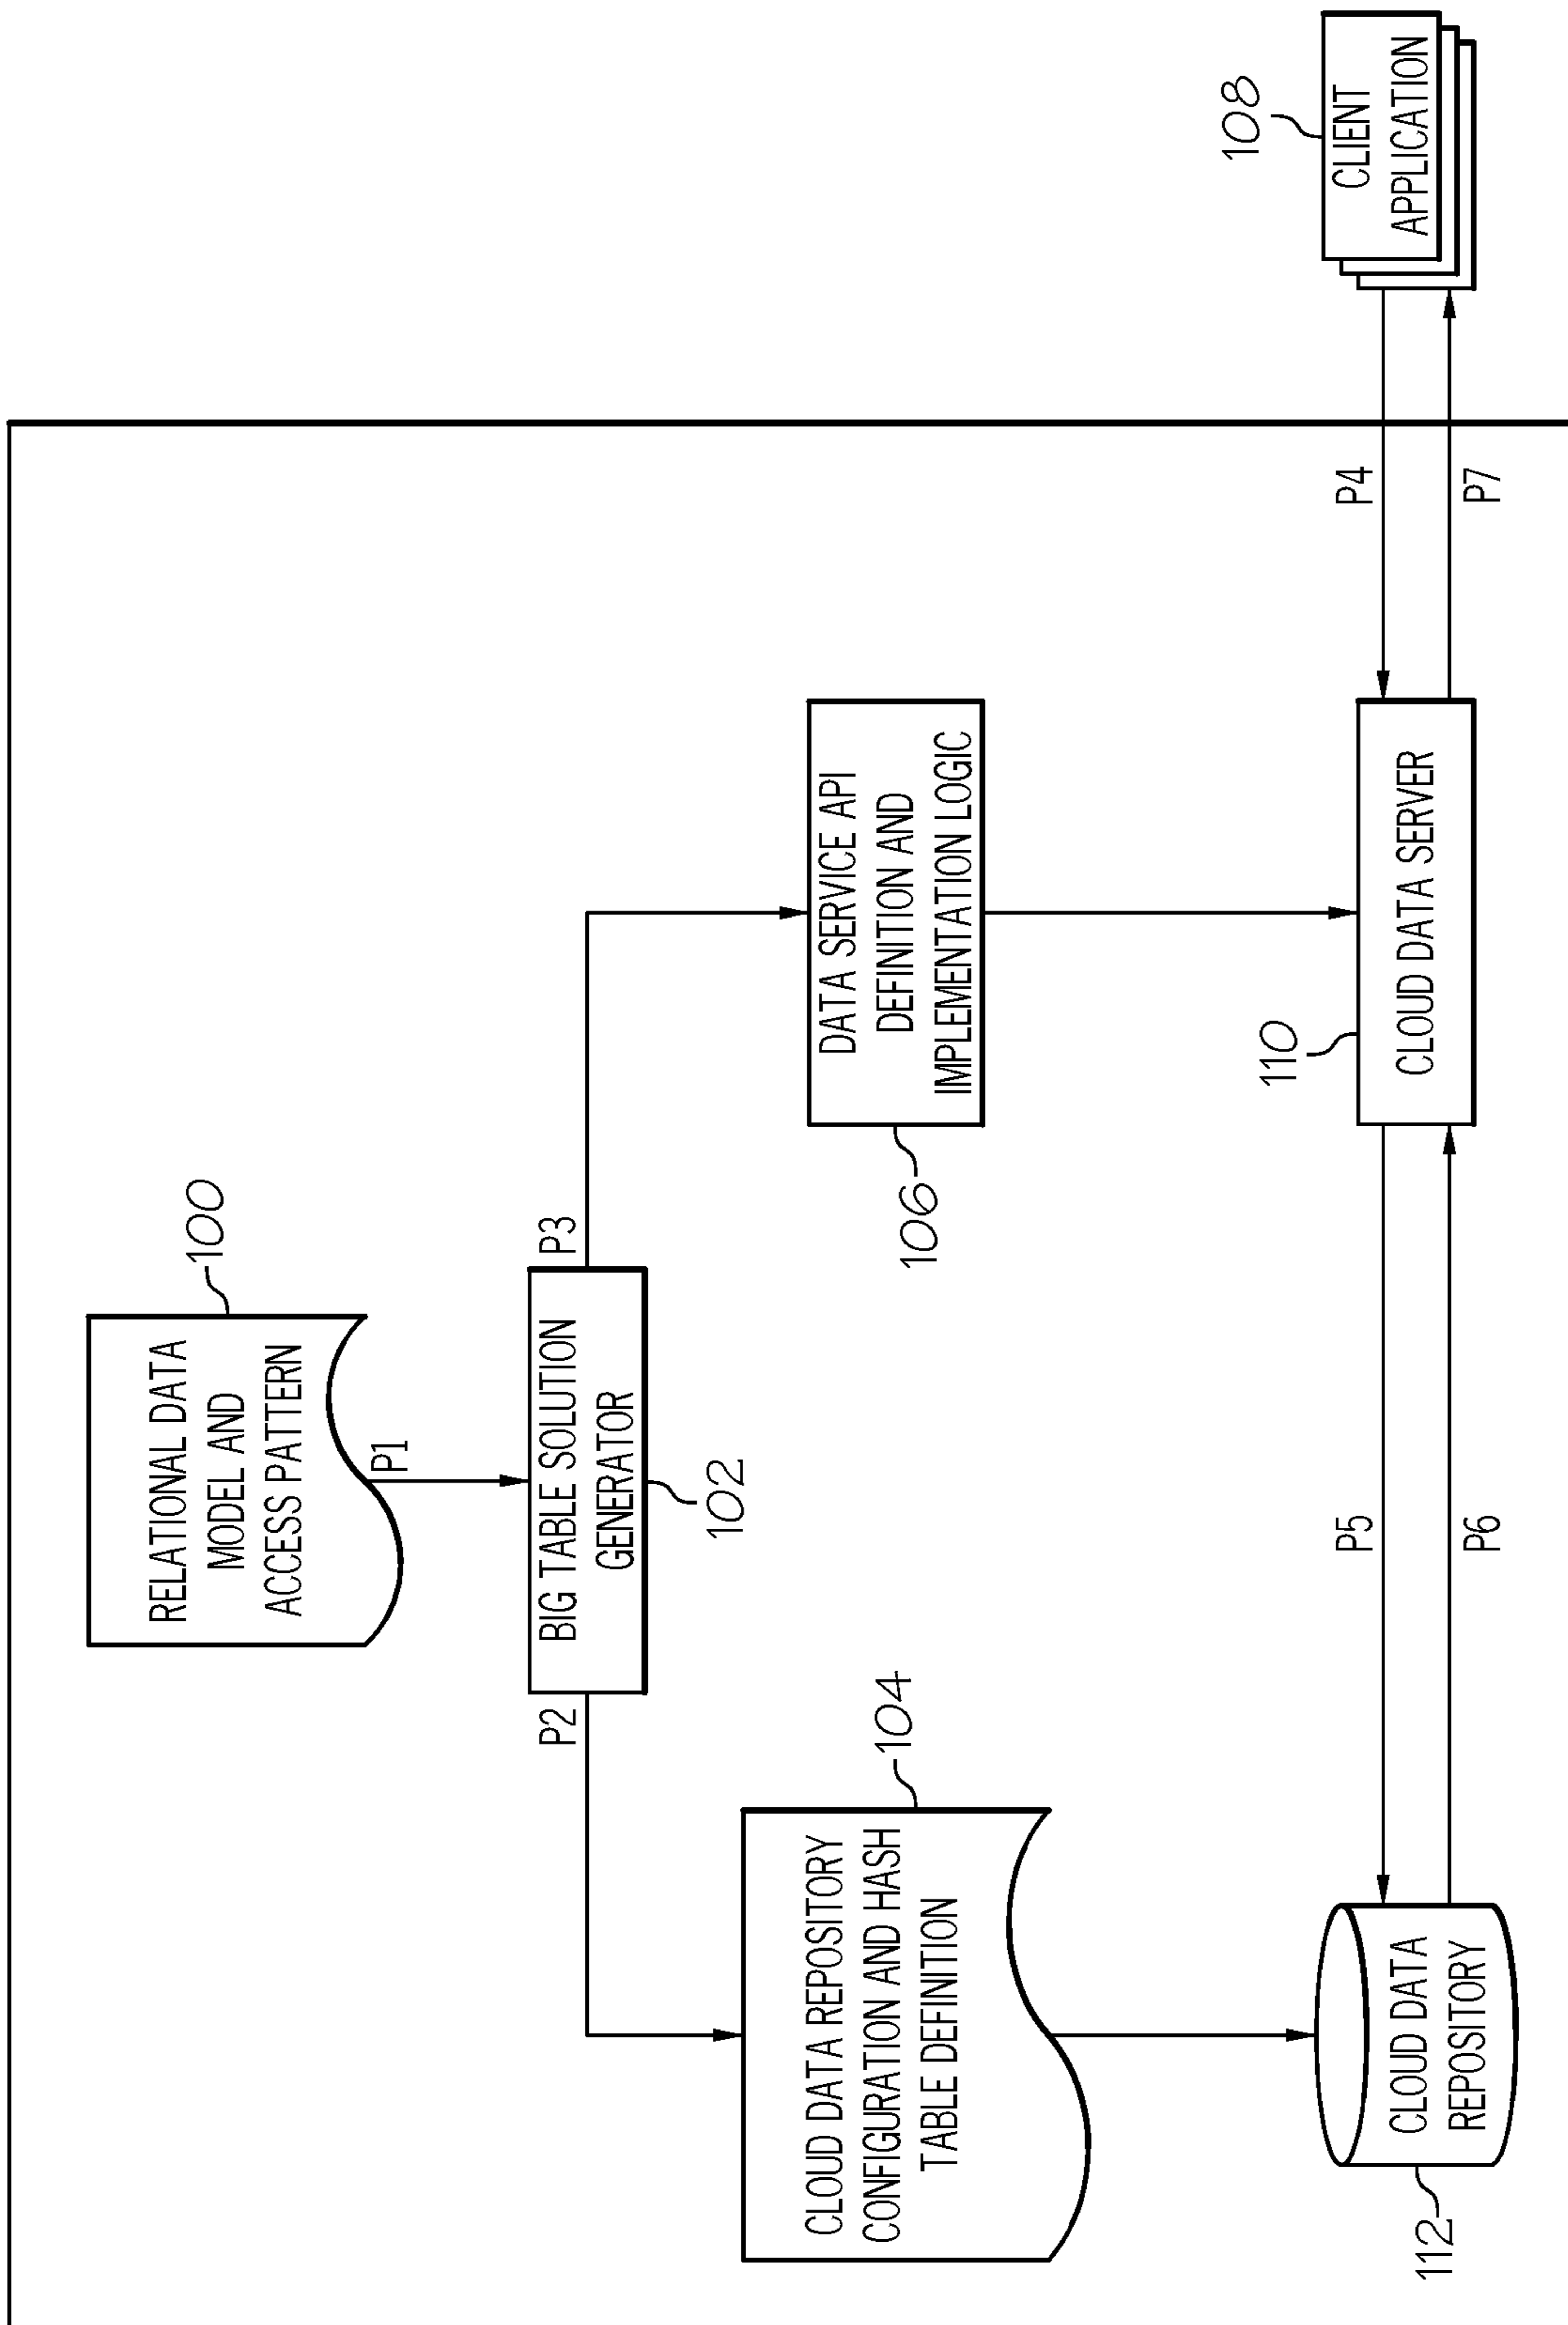 RELATIONAL DATA
MODEL AND
ACCESS PATTERN
100
P1
BIG TABLE SOLUTION
GENERATOR
102
P2
P3
CLOUD DATA REPOSITORY
CONFIGURATION AND HASH
TABLE DEFINITION
104
DATA SERVICE API
DEFINITION AND
IMPLEMENTATION LOGIC
106
CLIENT
APPLICATION
108
CLOUD DATA
REPOSITORY
112
P5
P6
CLOUD DATA SERVER
110
P4
P7